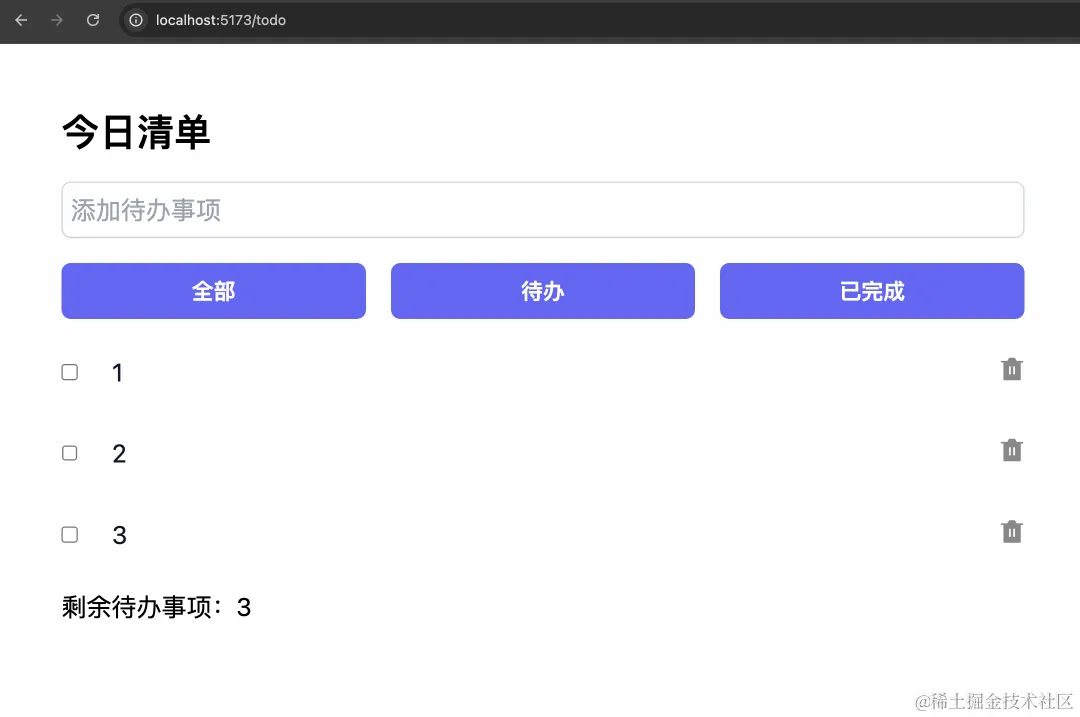 localhost:5173/todo
今日清单
添加待办事项
全部 待办 已完成
1
2
3
剩余待办事项：3
@稀土掘金技术社区